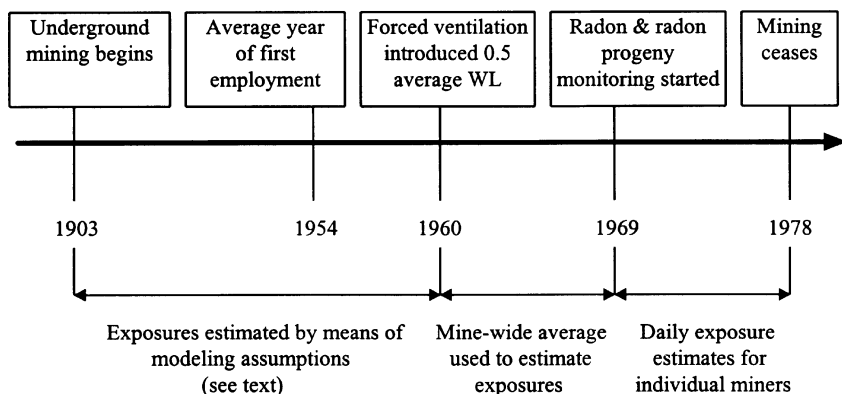 Underground
mining begins
Average year
of first
employment
Forced ventilation
introduced 0.5
average WL
Radon & radon
progeny
monitoring started
Mining
ceases
1903
1954
1960
1969
1978
Exposures estimated by means of
modeling assumptions
(see text)
Mine-wide average
used to estimate
exposures
Daily exposure
estimates for
individual miners